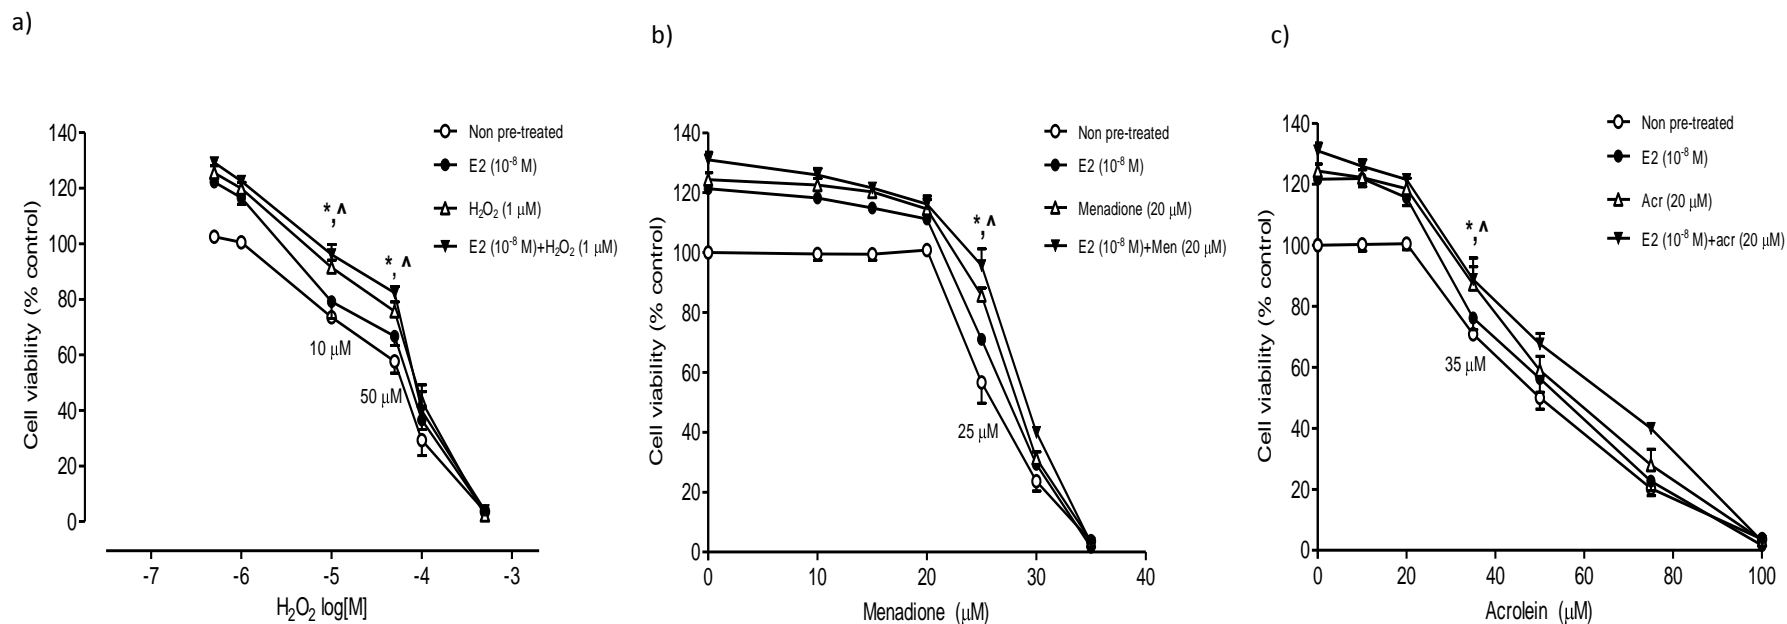 a)
Cell viability (% control)
140
120
100
80
60
40
20
0
-7
-6
-5
-4
-3
H₂O₂ log[M]
*,^
*,^
10 μM
50 μM
Non pre-treated
E2 (10⁻⁸ M)
H₂O₂ (1 μM)
E2 (10⁻⁸ M)+H₂O₂ (1 μM)
b)
Cell viability (% control)
140
120
100
80
60
40
20
0
0
10
20
30
40
Menadione (μM)
*,^
25 μM
Non pre-treated
E2 (10⁻⁸ M)
Menadione (20 μM)
E2 (10⁻⁸ M)+Men (20 μM)
c)
Cell viability (% control)
140
120
100
80
60
40
20
0
0
20
40
60
80
100
Acrolein (μM)
*,^
35 μM
Non pre-treated
E2 (10⁻⁸ M)
Acr (20 μM)
E2 (10⁻⁸ M)+acr (20 μM)